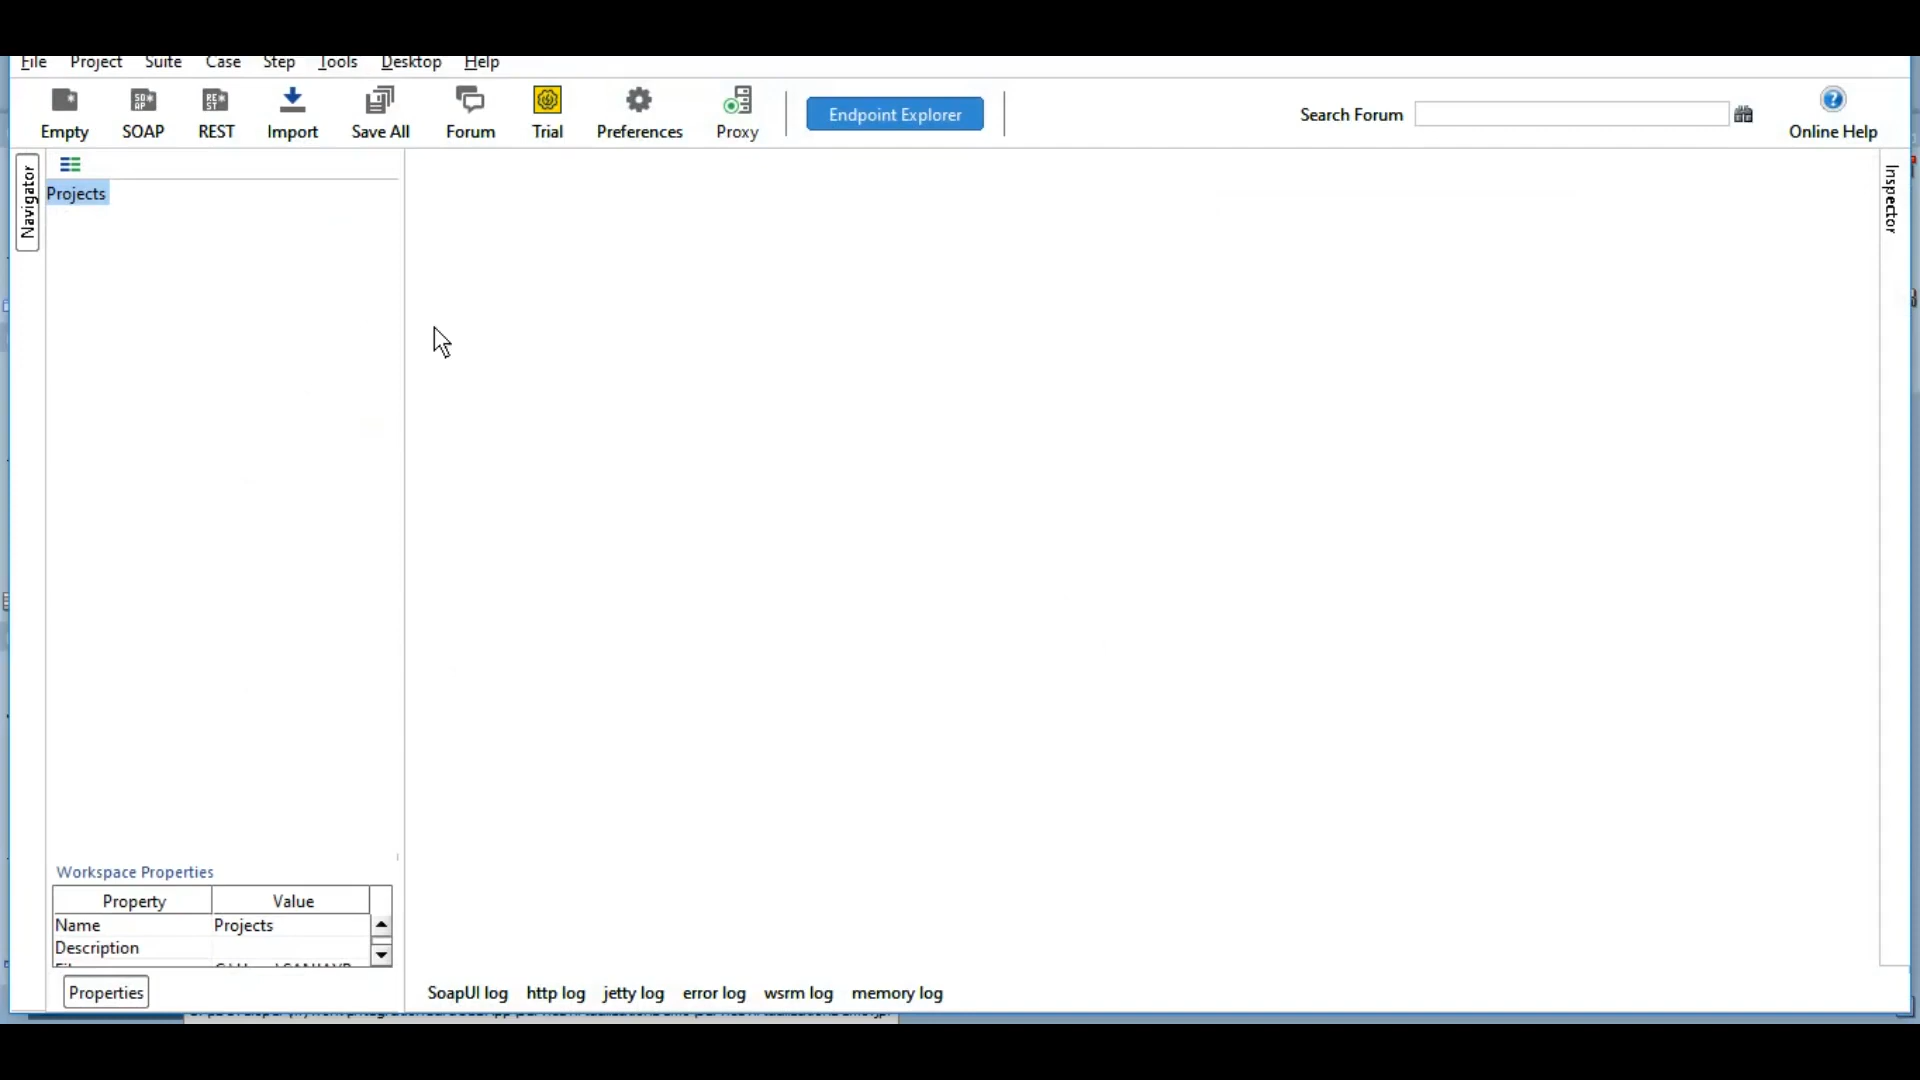 File Project Suite Case Step Tools Desktop Help
Empty SOAP REST Import Save All Forum Trial Preferences Proxy Endpoint Explorer Search Forum Online Help
Navigator
Projects
Inspector
Workspace Properties
Property Value
Name Projects
Description
Properties
SoapUI log http log jetty log error log wsrm log memory log